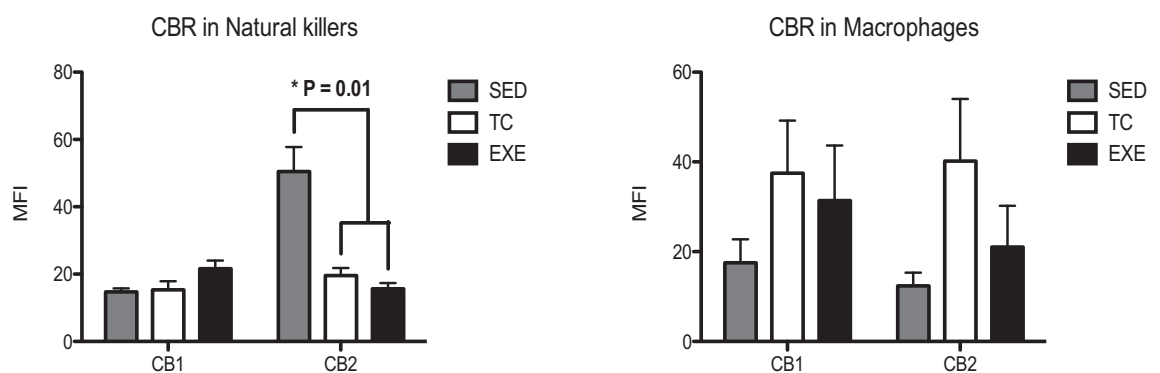 CBR in Natural killers
80
60
40
20
0
MFI
* P = 0.01
SED
TC
EXE
CB1
CB2
CBR in Macrophages
60
40
20
0
MFI
SED
TC
EXE
CB1
CB2